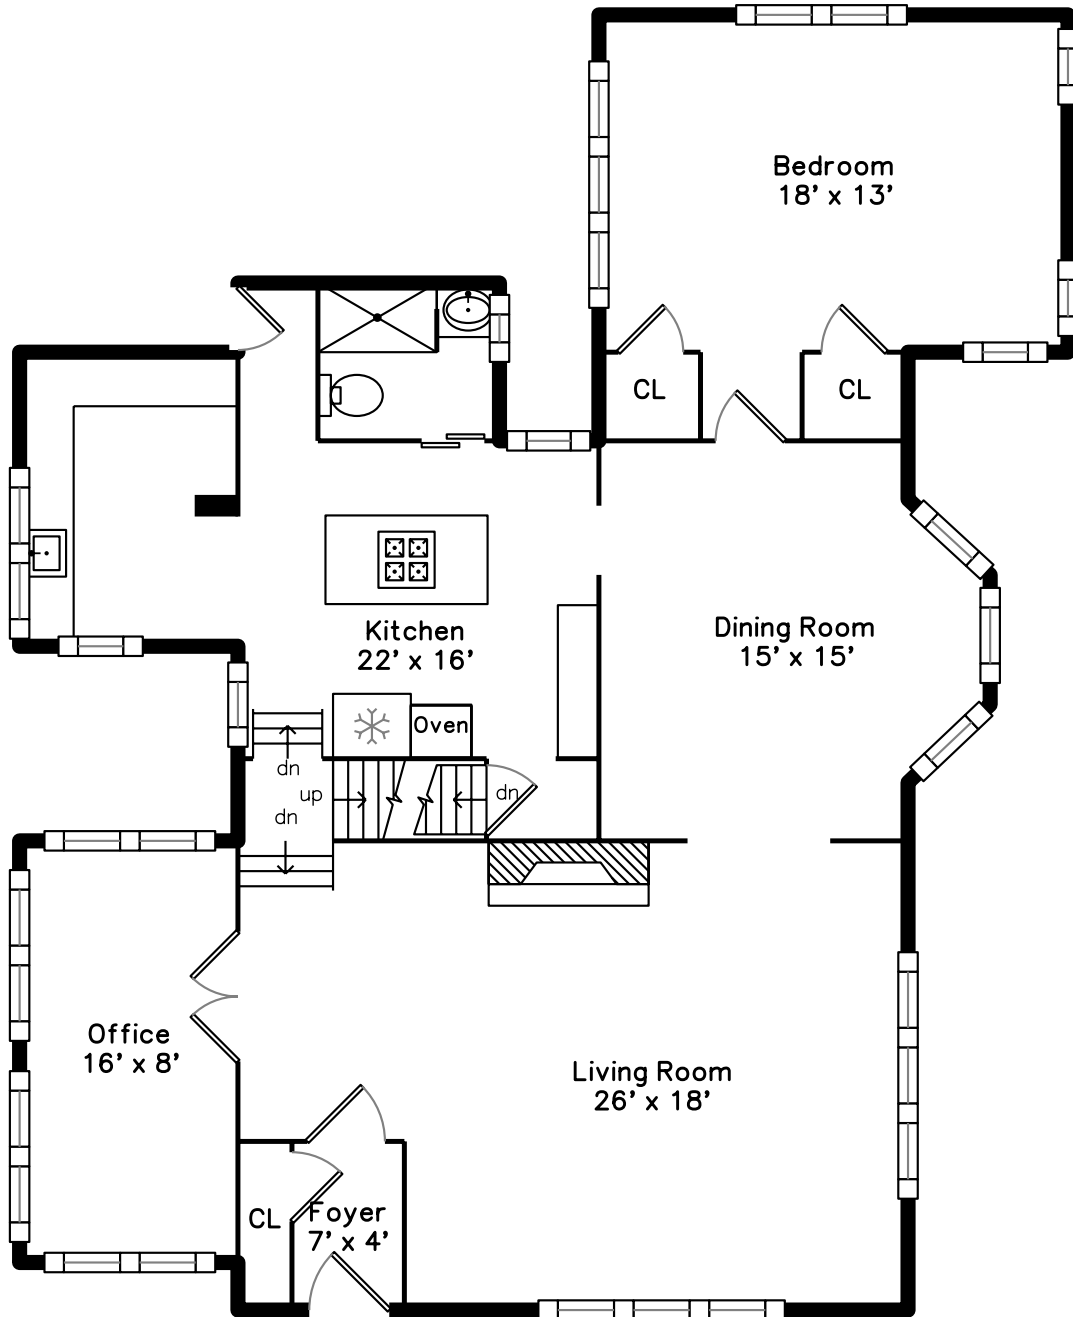 Bedroom
18' x 13'
CL
CL
Kitchen
22' x 16'
Dining Room
15' x 15'
Oven
dn
up
dn
dn
Office
16' x 8'
Living Room
26' x 18'
CL
Foyer
7' x 4'